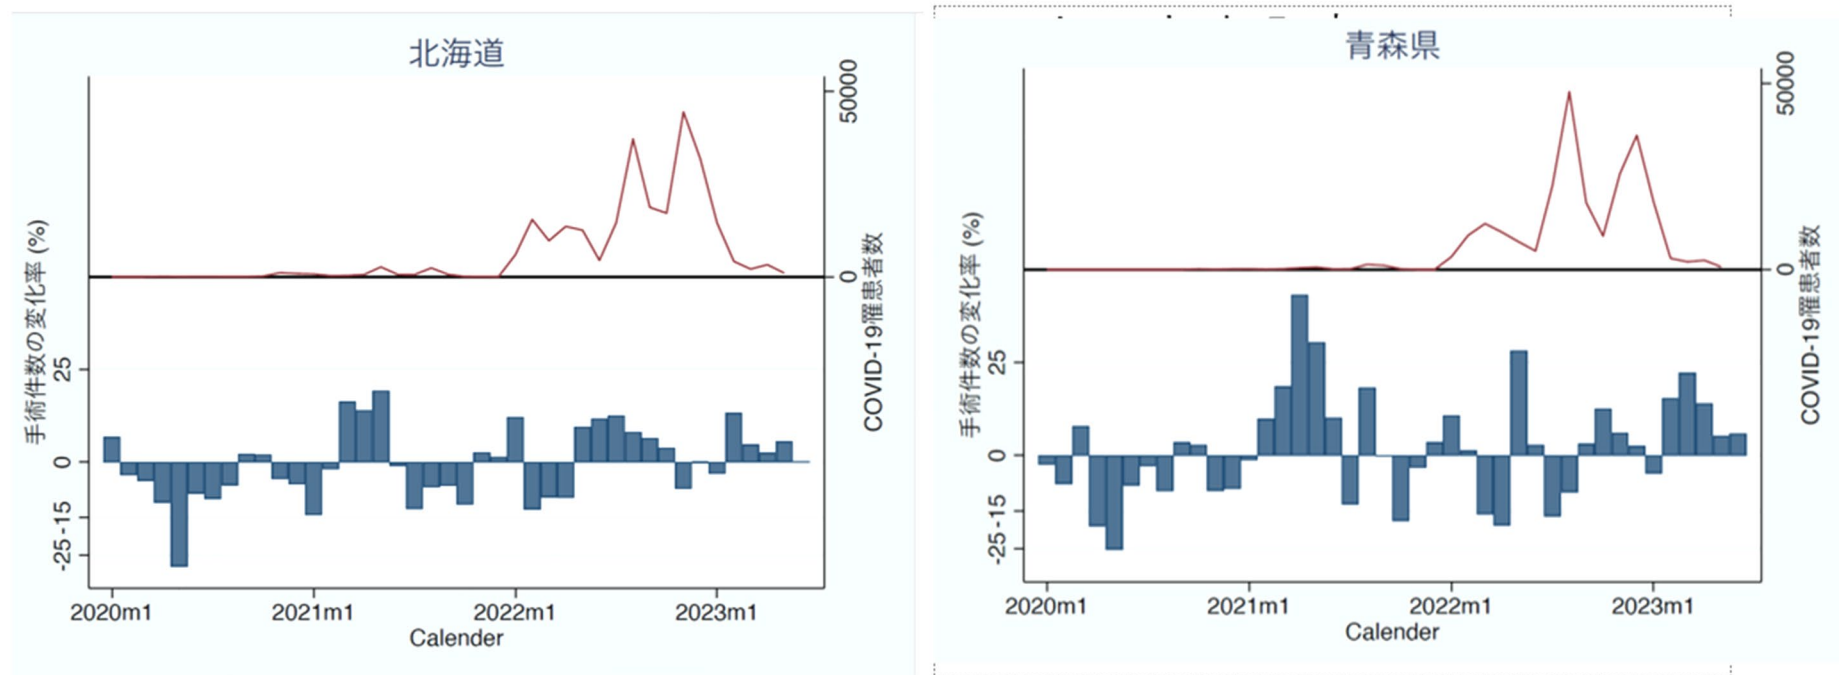 北海道
手術件数の変化率 (%)
25
0
-15
-25
50000
0
COVID-19罹患者数
2020m1
2021m1
2022m1
2023m1
Calender
青森県
手術件数の変化率 (%)
25
0
-15
-25
50000
0
COVID-19罹患者数
2020m1
2021m1
2022m1
2023m1
Calender